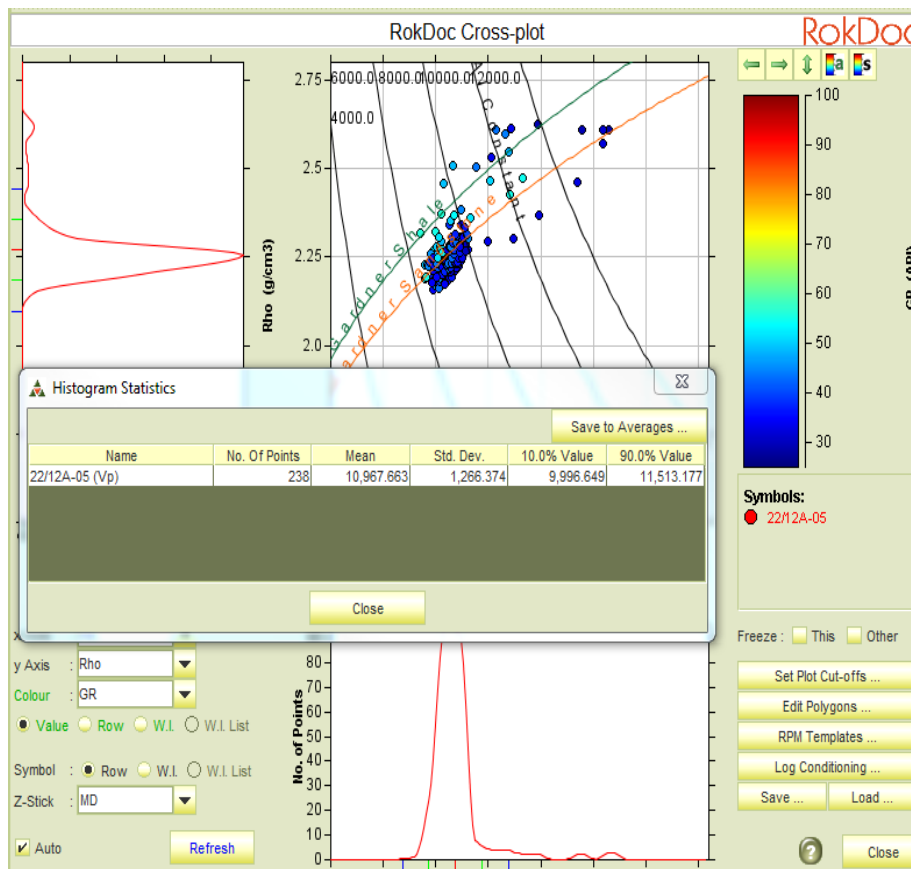 RokDoc Cross-plot
RokDoc
2.75
2.5
2.25
2.0
Rho (g/cm3)
6000.0 8000.0 10000.0 12000.0
4000.0
AI Constant
Gardner Shale
100
90
80
70
60
50
40
30
Histogram Statistics
Save to Averages ...
Name No. Of Points Mean Std. Dev. 10.0% Value 90.0% Value
22/12A-05 (Vp) 238 10,967.663 1,266.374 9,996.649 11,513.177
Close
Symbols:
22/12A-05
Freeze : This Other
y Axis : Rho
Colour : GR
Value Row W.I. W.I. List
Symbol : Row W.I. W.I. List
Z-Stick : MD
Auto
Refresh
80
70
60
50
40
30
20
10
0
No. of Points
Set Plot Cut-offs ...
Edit Polygons ...
RPM Templates ...
Log Conditioning ...
Save ... Load ...
Close